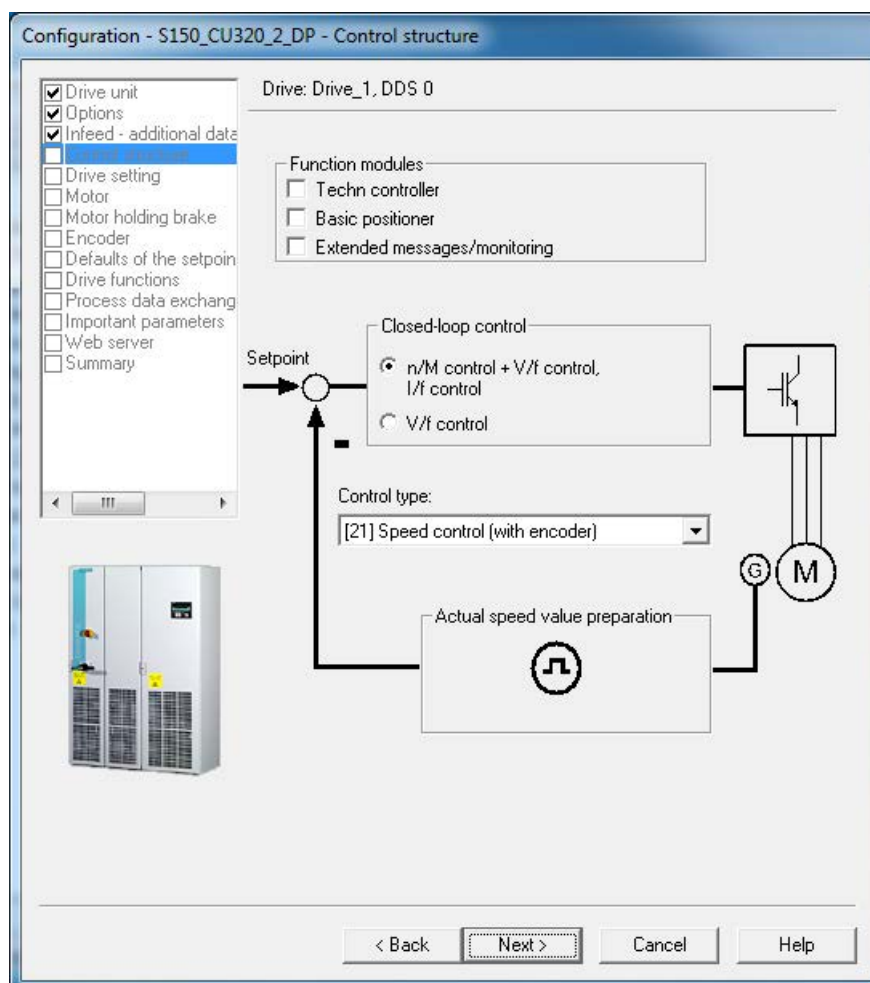 Configuration - S150_CU320_2_DP - Control structure
Drive unit
Options
Infeed - additional data
Control structure
Drive setting
Motor
Motor holding brake
Encoder
Defaults of the setpoin
Drive functions
Process data exchang
Important parameters
Web server
Summary
Drive: Drive_1, DDS 0
Function modules
Techn controller
Basic positioner
Extended messages/monitoring
Setpoint
Closed-loop control
n/M control + V/f control,
I/f control
V/f control
Control type:
[21] Speed control (with encoder)
G
M
Actual speed value preparation
< Back
Next >
Cancel
Help